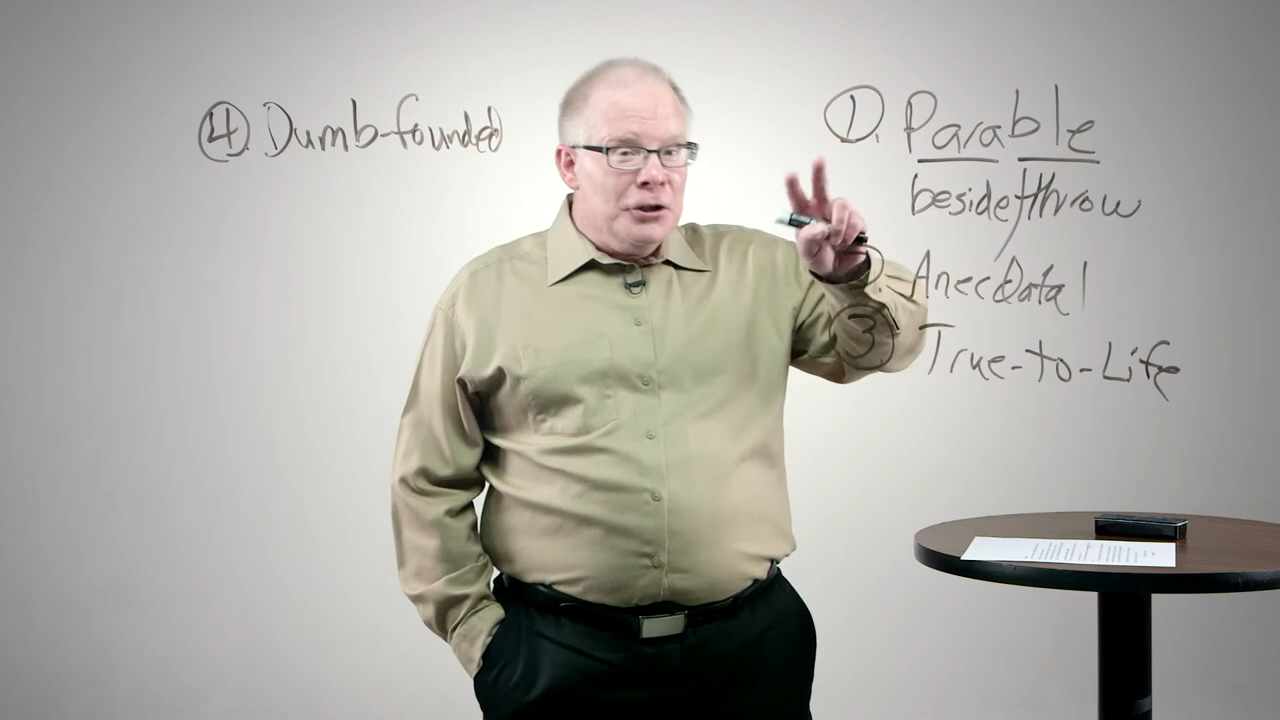 ①. Parable
beside/throw
Anecdotal
③ True-to-Life
④. Dumb-founded